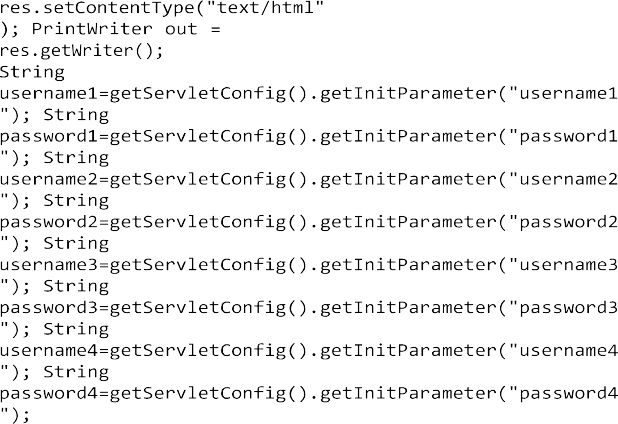 res.setContentType("text/html"
); PrintWriter out =
res.getWriter();
String
username1=getServletConfig().getInitParameter("username1
"); String
password1=getServletConfig().getInitParameter("password1
"); String
username2=getServletConfig().getInitParameter("username2
"); String
password2=getServletConfig().getInitParameter("password2
"); String
username3=getServletConfig().getInitParameter("username3
"); String
password3=getServletConfig().getInitParameter("password3
"); String
username4=getServletConfig().getInitParameter("username4
"); String
password4=getServletConfig().getInitParameter("password4
");